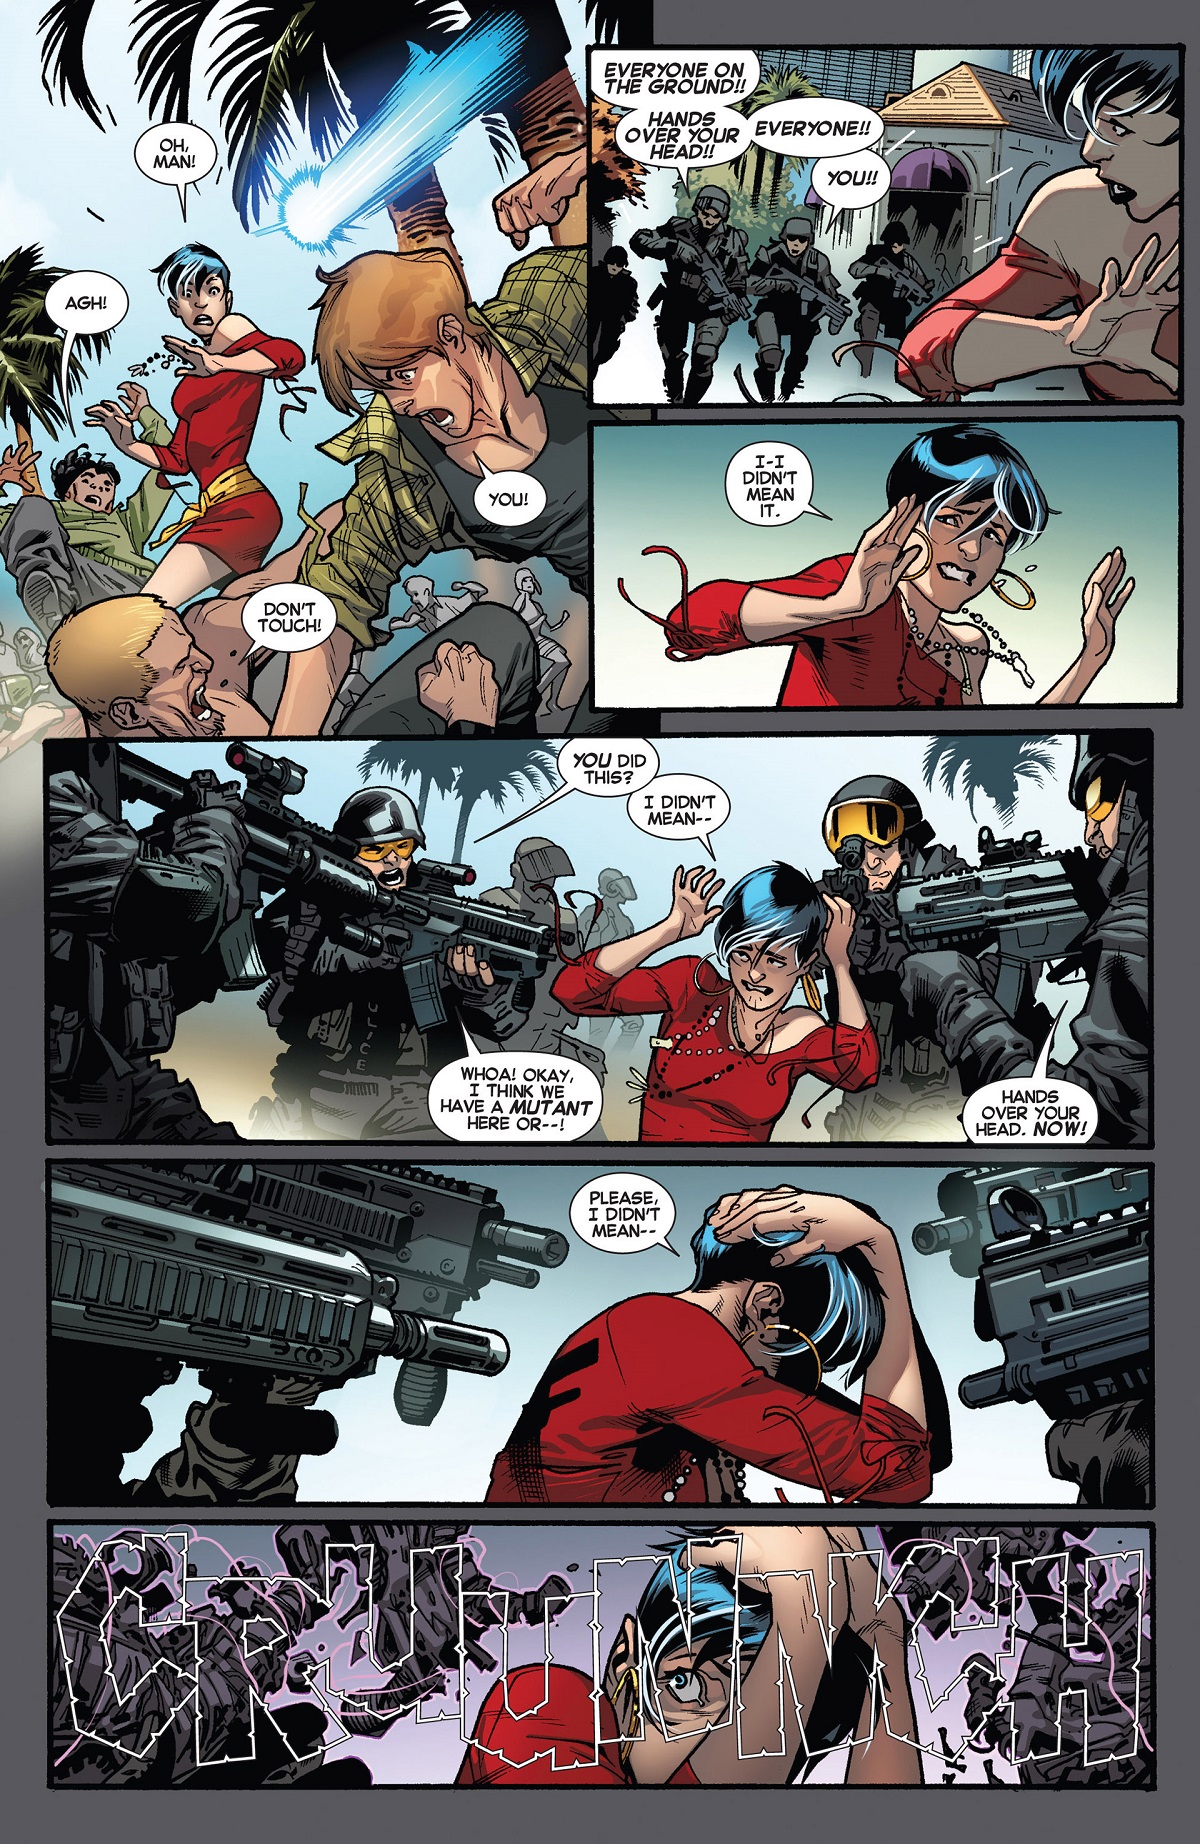 OH,
MAN!
AGH!
YOU!
DON'T
TOUCH!
EVERYONE ON
THE GROUND!!
HANDS
OVER YOUR
HEAD!!
EVERYONE!!
YOU!!
I-I
DIDN'T
MEAN
IT.
YOU DID
THIS?
I DIDN'T
MEAN--
WHOA! OKAY,
I THINK WE
HAVE A MUTANT
HERE OR--!
HANDS
OVER YOUR
HEAD. NOW!
PLEASE,
I DIDN'T
MEAN--
CRUUNNCHH